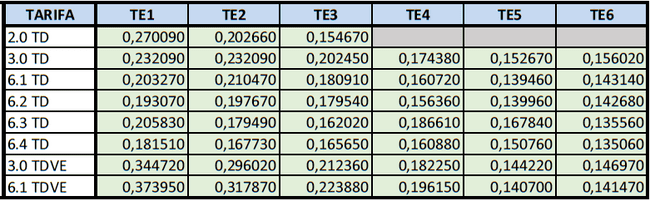 TARIFA TE1 TE2 TE3 TE4 TE5 TE6
2.0 TD 0,270090 0,202660 0,154670
3.0 TD 0,232090 0,232090 0,202450 0,174380 0,152670 0,156020
6.1 TD 0,203270 0,210470 0,180910 0,160720 0,139460 0,143140
6.2 TD 0,193070 0,197670 0,179540 0,156360 0,139960 0,142680
6.3 TD 0,205830 0,179490 0,162020 0,186610 0,167840 0,135560
6.4 TD 0,181510 0,167730 0,165650 0,160880 0,150760 0,135060
3.0 TDVE 0,344720 0,296020 0,212360 0,182250 0,144220 0,146970
6.1 TDVE 0,373950 0,317870 0,223880 0,196150 0,140700 0,141470